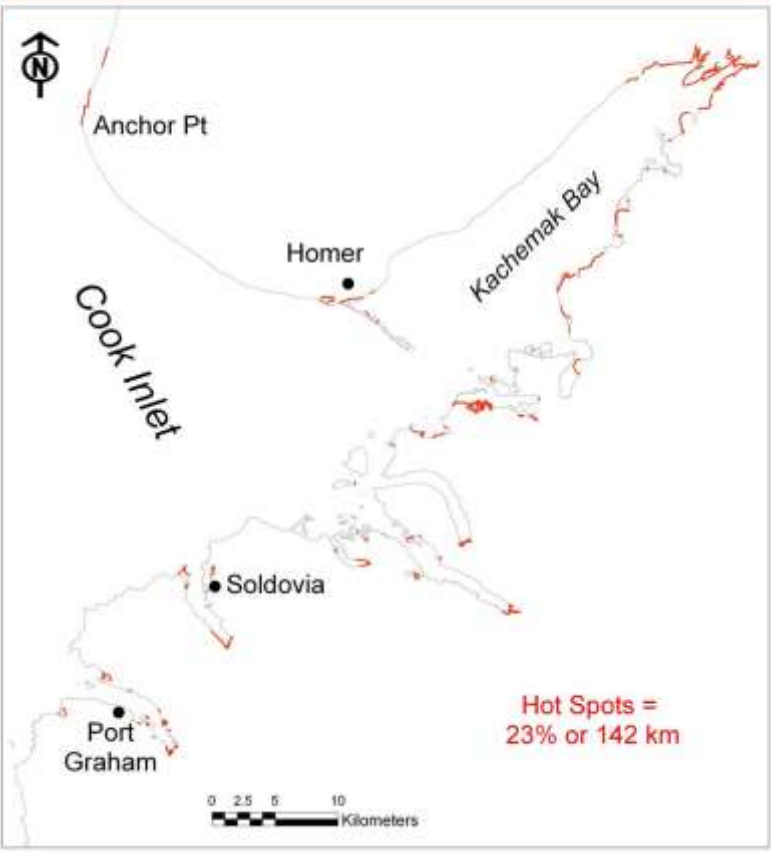 N
Anchor Pt
Kachemak Bay
Homer
Cook Inlet
Soldovia
Hot Spots =
23% or 142 km
Port
Graham
0 2.5 5 10
Kilometers